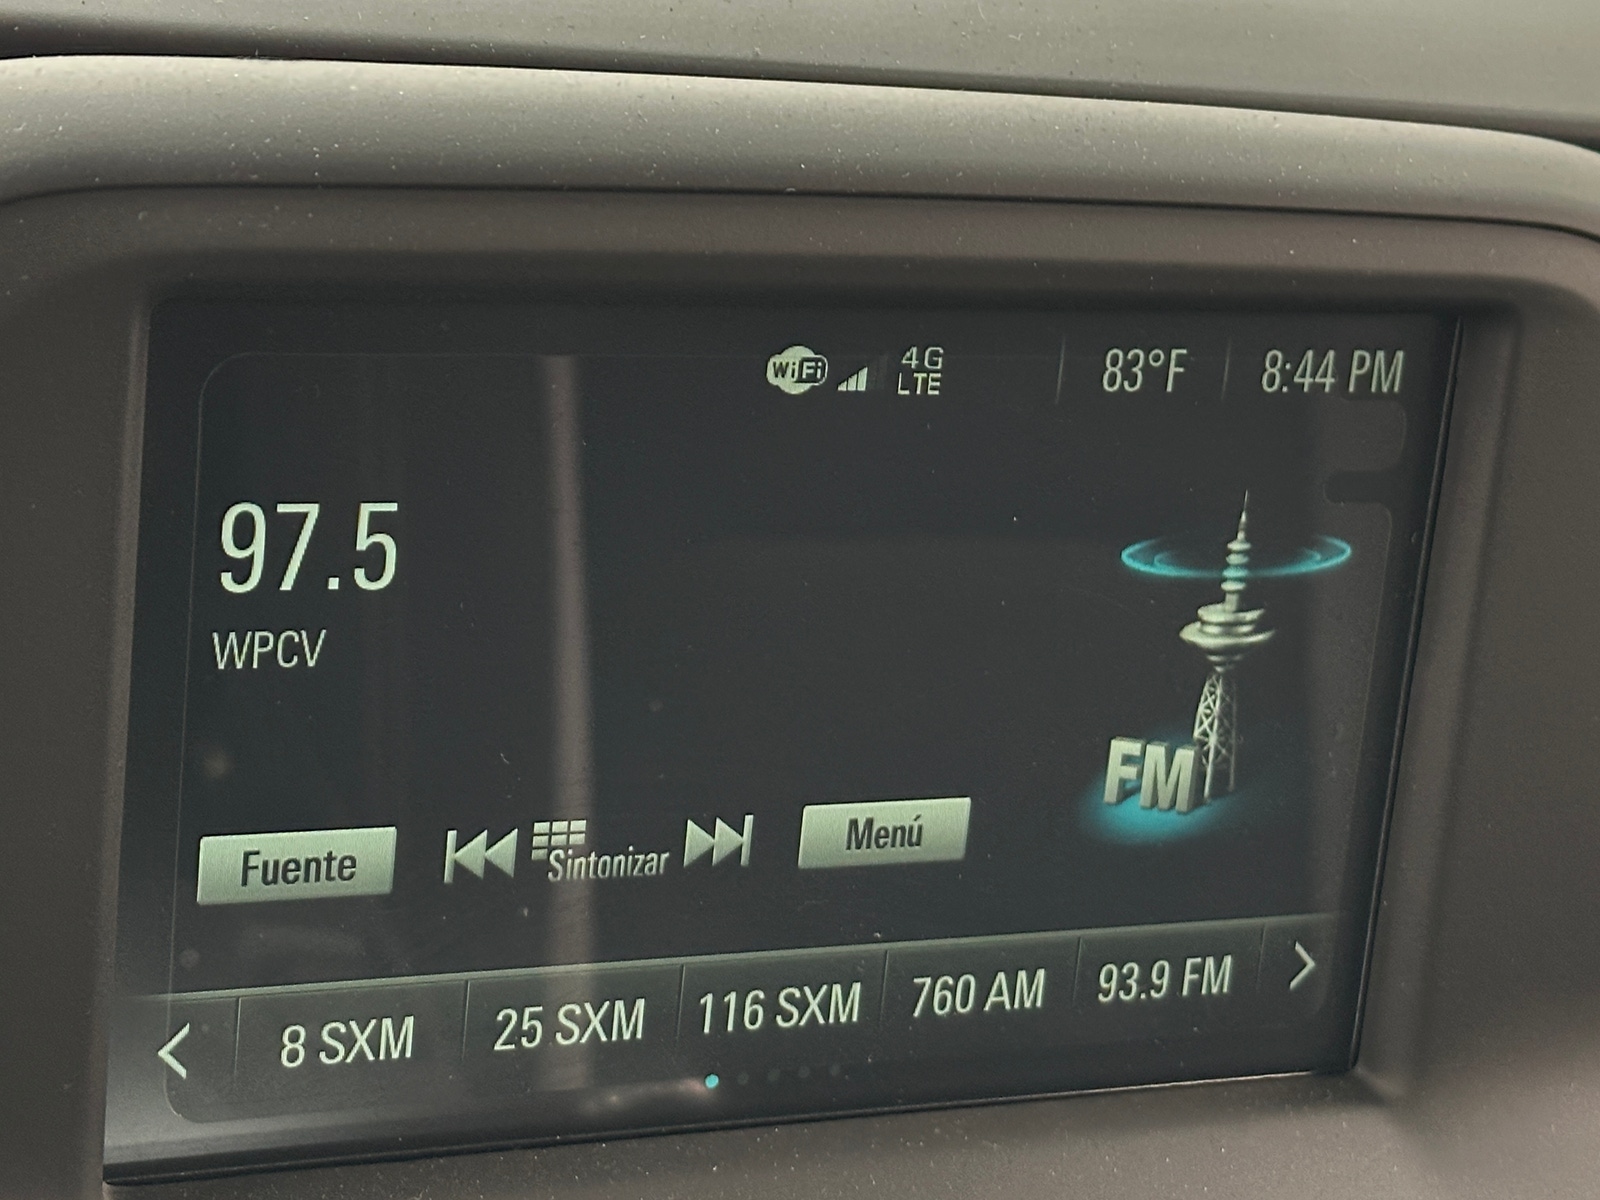 WiFi 4G LTE 83°F 8:44 PM
97.5
WPCV
FM
Fuente Sintonizar Menú
8 SXM 25 SXM 116 SXM 760 AM 93.9 FM